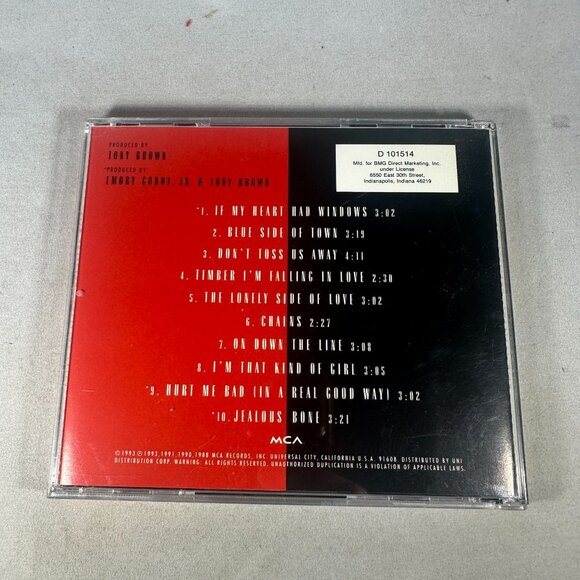 PRODUCED BY
TONY BROWN
*PRODUCED BY
EMORY GORDY, JR. & TONY BROWN
D 101514
Mfd. for BMG Direct Marketing, Inc.
under License
6550 East 30th Street,
Indianapolis, Indiana 46219
*1. IF MY HEART HAD WINDOWS 3:02
2. BLUE SIDE OF TOWN 3:19
3. DON'T TOSS US AWAY 4:11
4. TIMBER I'M FALLING IN LOVE 2:30
5. THE LONELY SIDE OF LOVE 3:02
6. CHAINS 2:27
7. ON DOWN THE LINE 3:08
8. I'M THAT KIND OF GIRL 3:05
*9. HURT ME BAD (IN A REAL GOOD WAY) 3:02
*10. JEALOUS BONE 3:21
MCA
©1993 ℗1993, 1991, 1990, 1988 MCA RECORDS, INC. UNIVERSAL CITY, CALIFORNIA U.S.A. 91608. DISTRIBUTED BY UNI
DISTRIBUTION CORP. WARNING: ALL RIGHTS RESERVED. UNAUTHORIZED DUPLICATION IS A VIOLATION OF APPLICABLE LAWS.